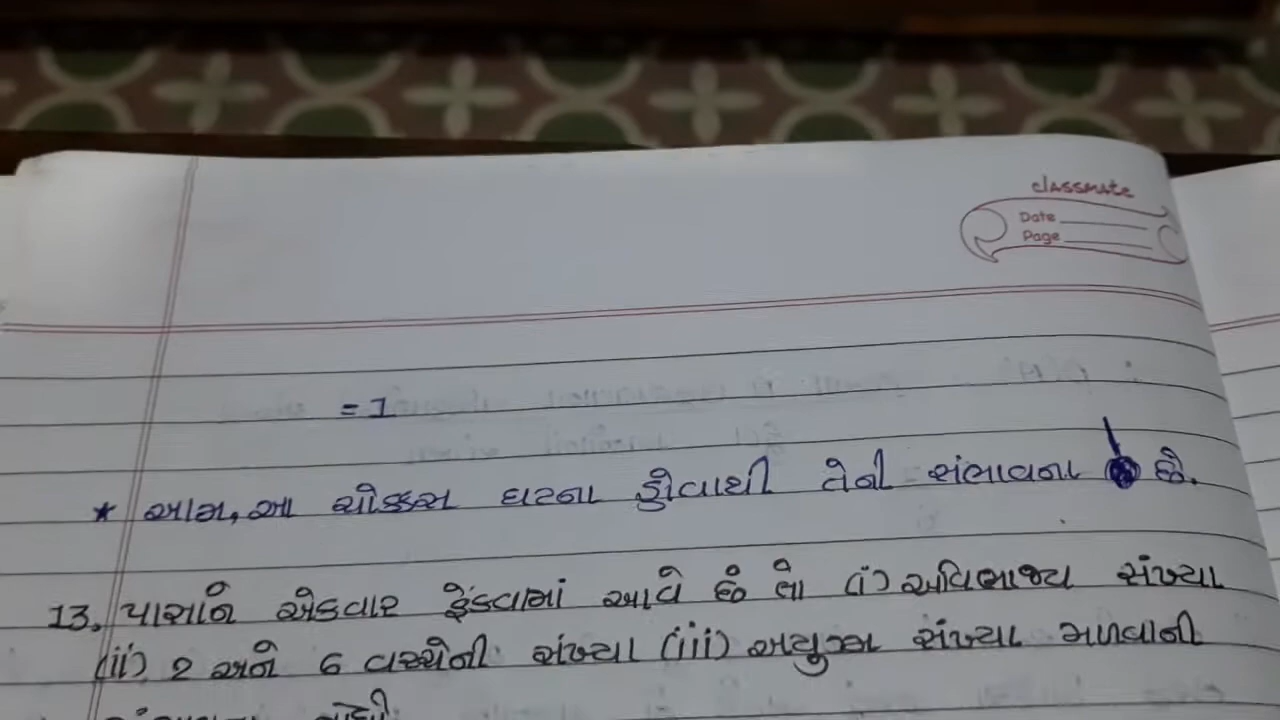 classmate
Date
Page
= 1
* આમ, આ ચોક્કસ ઘટના હોવાથી તેની સંભાવના 1 છે.
13. પાસાને એકવાર ફેંકવામાં આવે છે તો (i) અવિભાજ્ય સંખ્યા
(ii) 2 અને 6 વચ્ચેની સંખ્યા (iii) અયુગ્મ સંખ્યા મળવાની